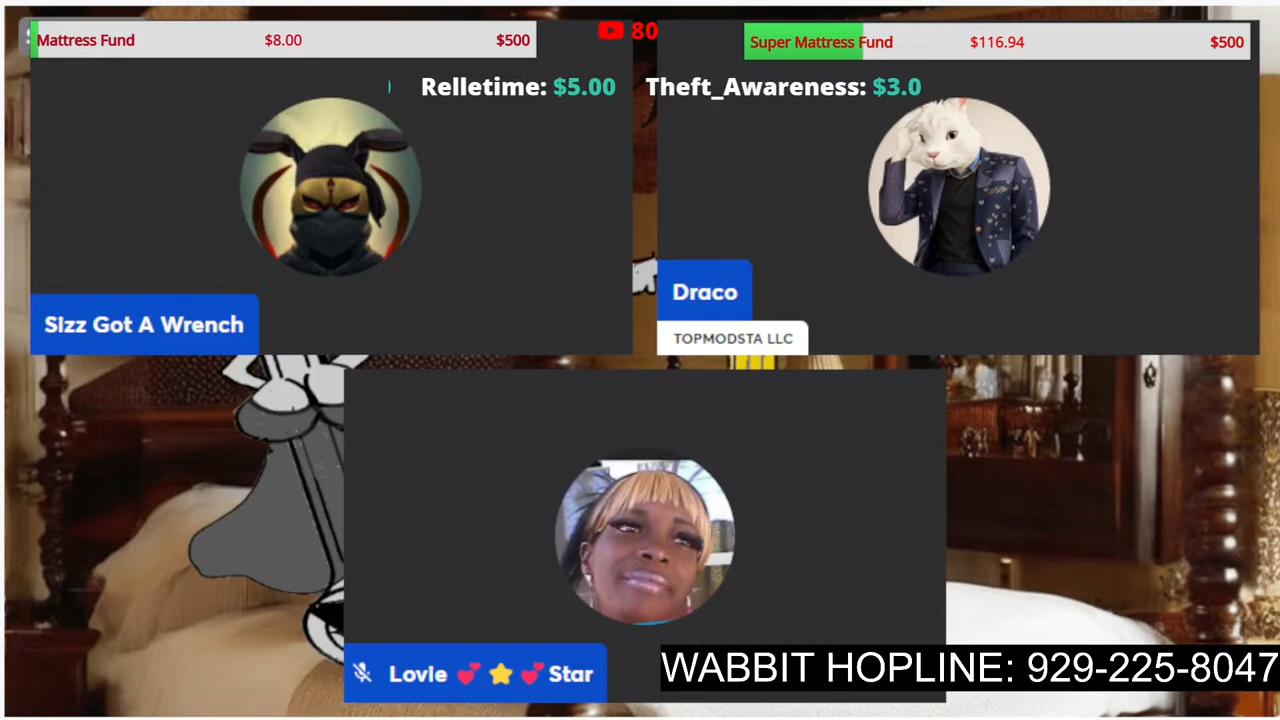 Mattress Fund $8.00 $500
80
Super Mattress Fund $116.94 $500
Relletime: $5.00 Theft_Awareness: $3.0
SIzz Got A Wrench
Draco
TOPMODSTA LLC
Lovie 💕 ⭐ 💕 Star
WABBIT HOPLINE: 929-225-8047